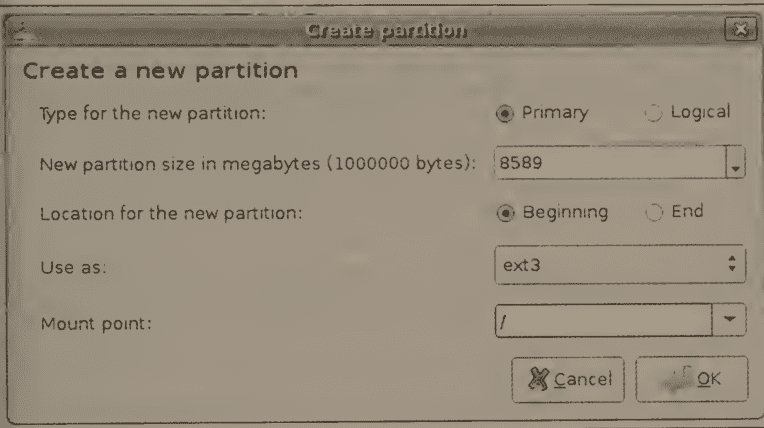 Create partition
Create a new partition
Type for the new partition: Primary Logical
New partition size in megabytes (1000000 bytes): 8589
Location for the new partition: Beginning End
Use as: ext3
Mount point: /
Cancel OK